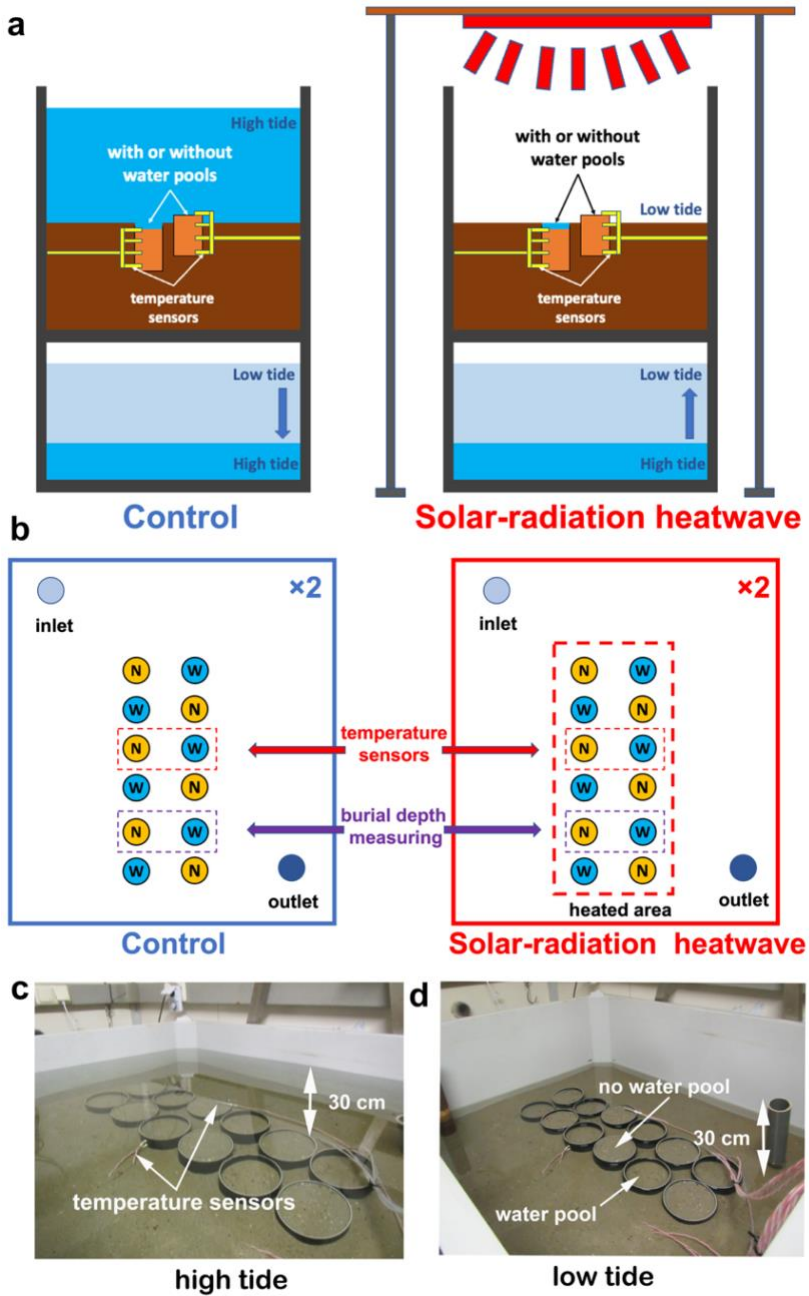 a
High tide
with or without
water pools
temperature
sensors
Low tide
High tide
Control
with or without
water pools
Low tide
temperature
sensors
Low tide
High tide
Solar-radiation heatwave
b
×2
inlet
N W
W N
N W
W N
N W
W N
outlet
Control
temperature
sensors
burial depth
measuring
×2
inlet
N W
W N
N W
W N
N W
W N
outlet
heated area
Solar-radiation heatwave
c
30 cm
temperature sensors
high tide
d
no water pool
30 cm
water pool
low tide